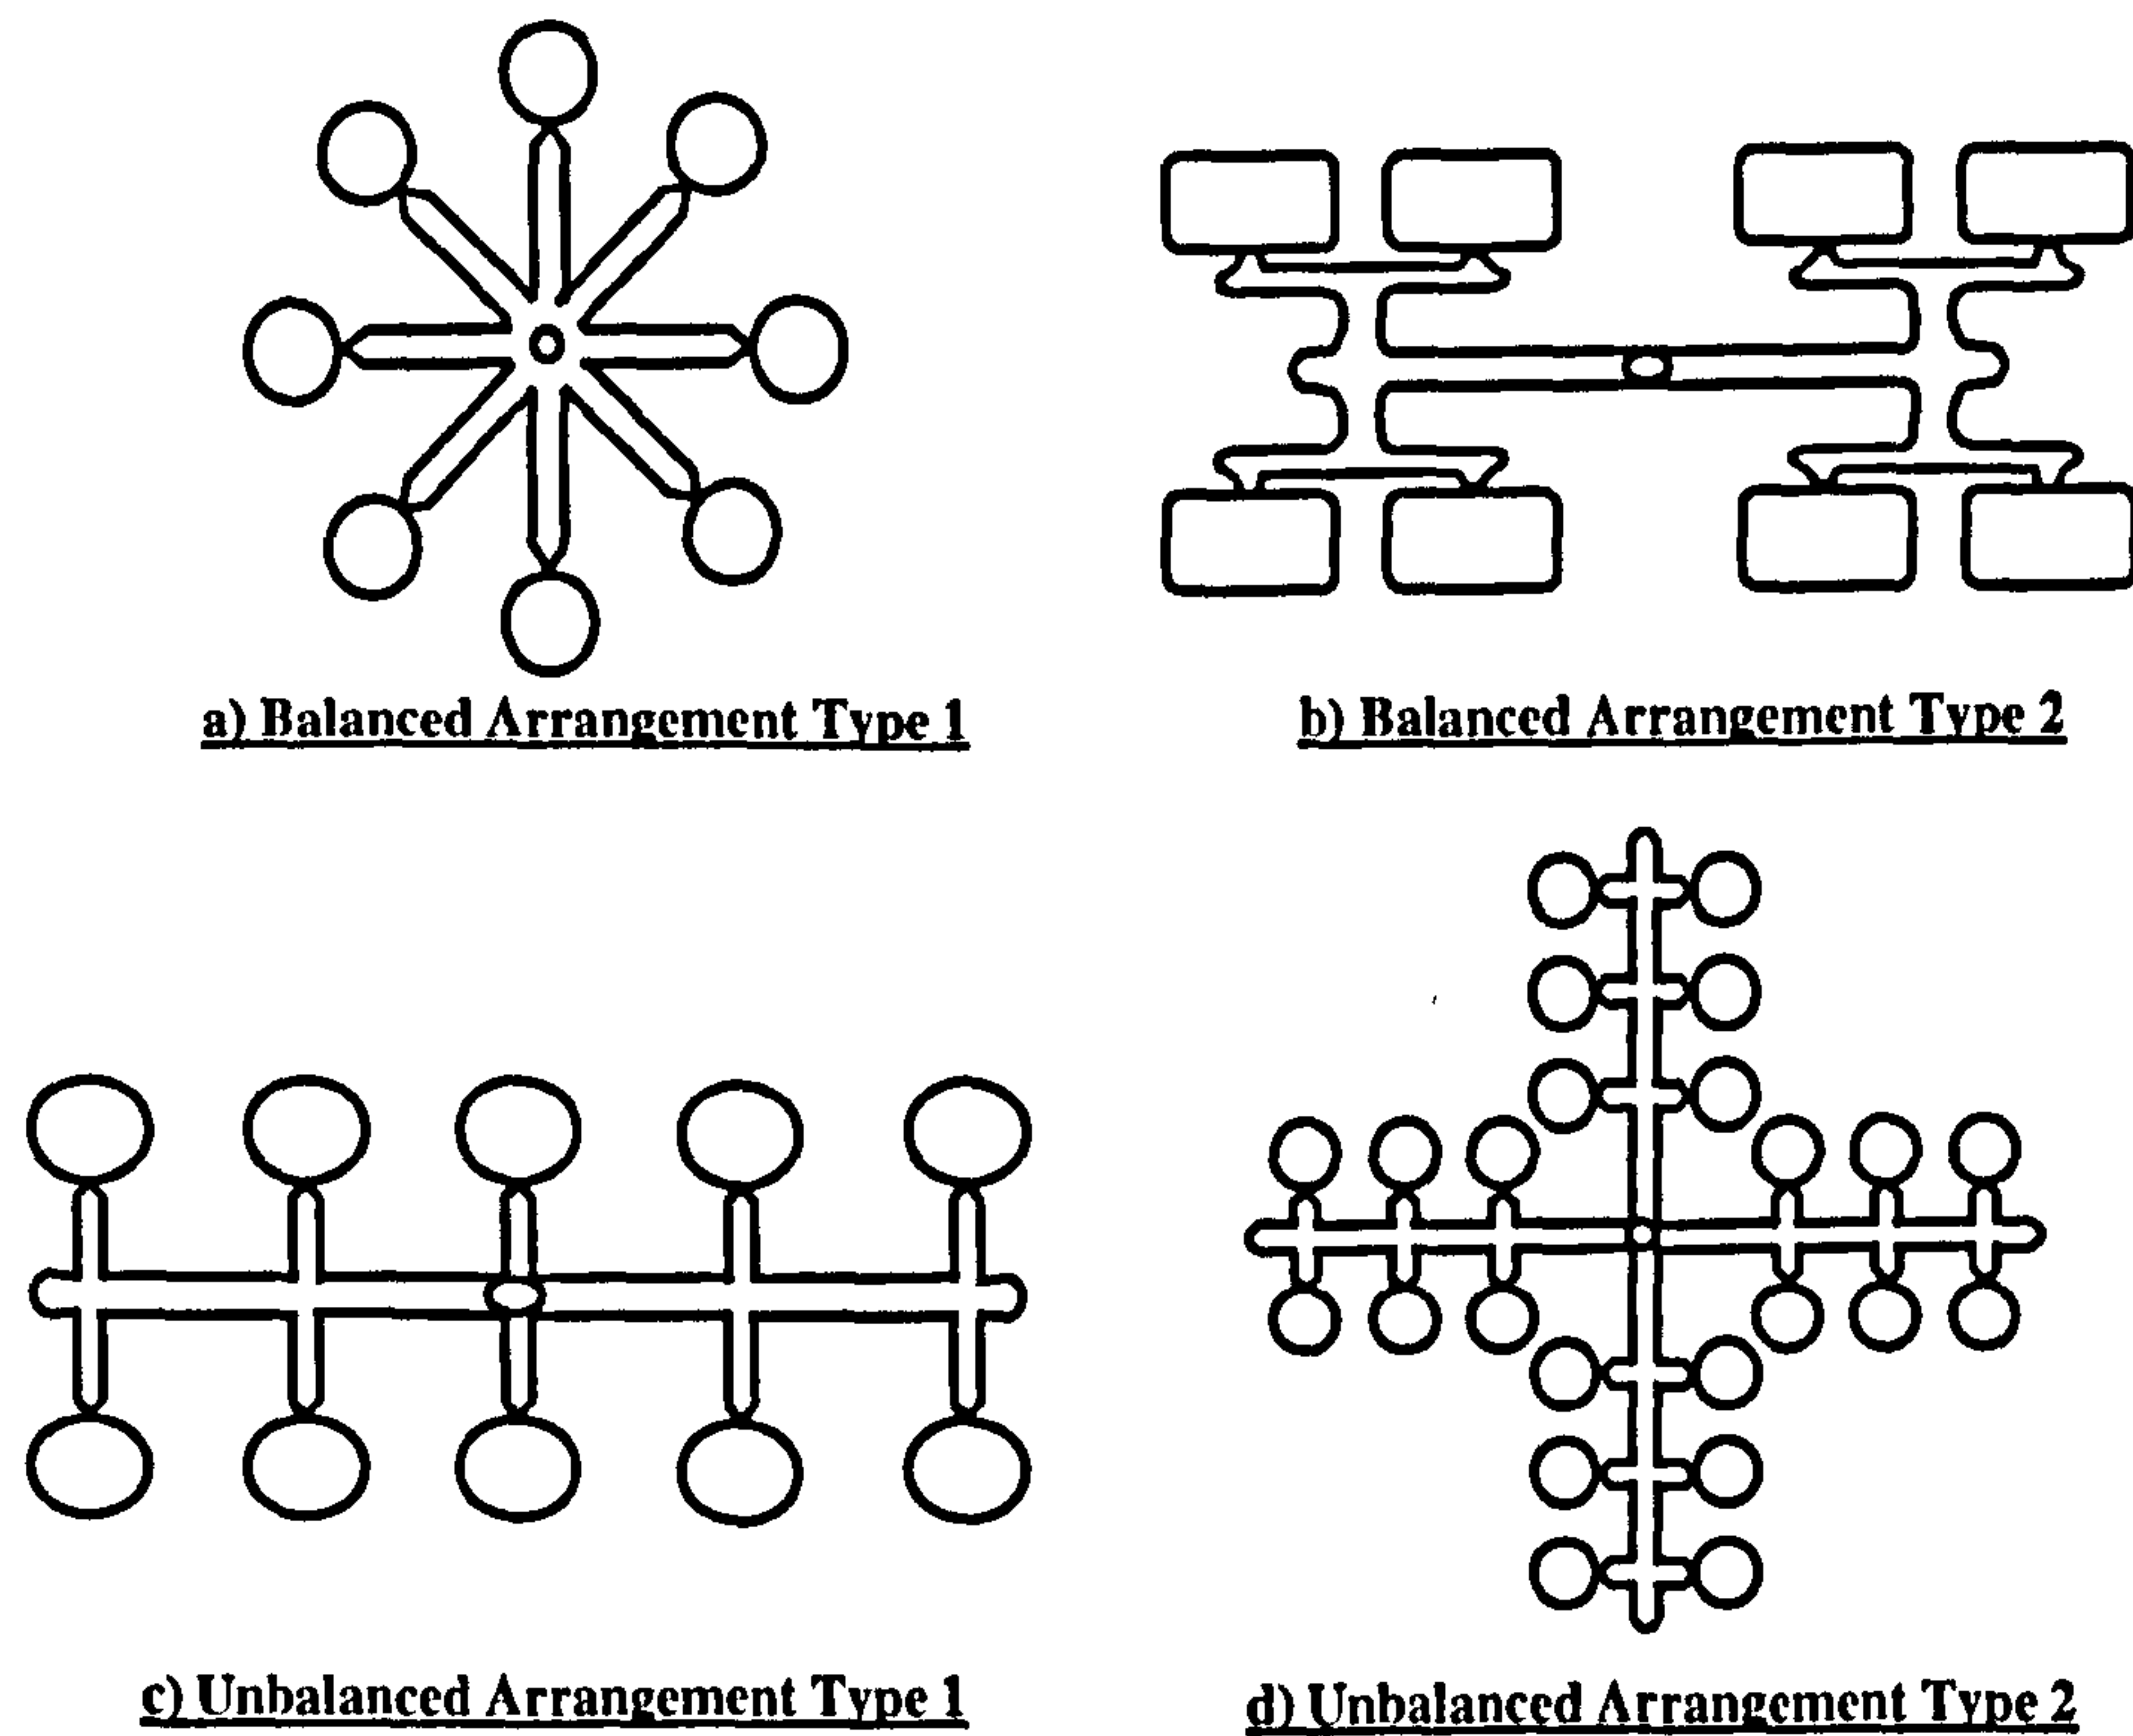 a) Balanced Arrangement Type 1
b) Balanced Arrangement Type 2
c) Unbalanced Arrangement Type 1
d) Unbalanced Arrangement Type 2